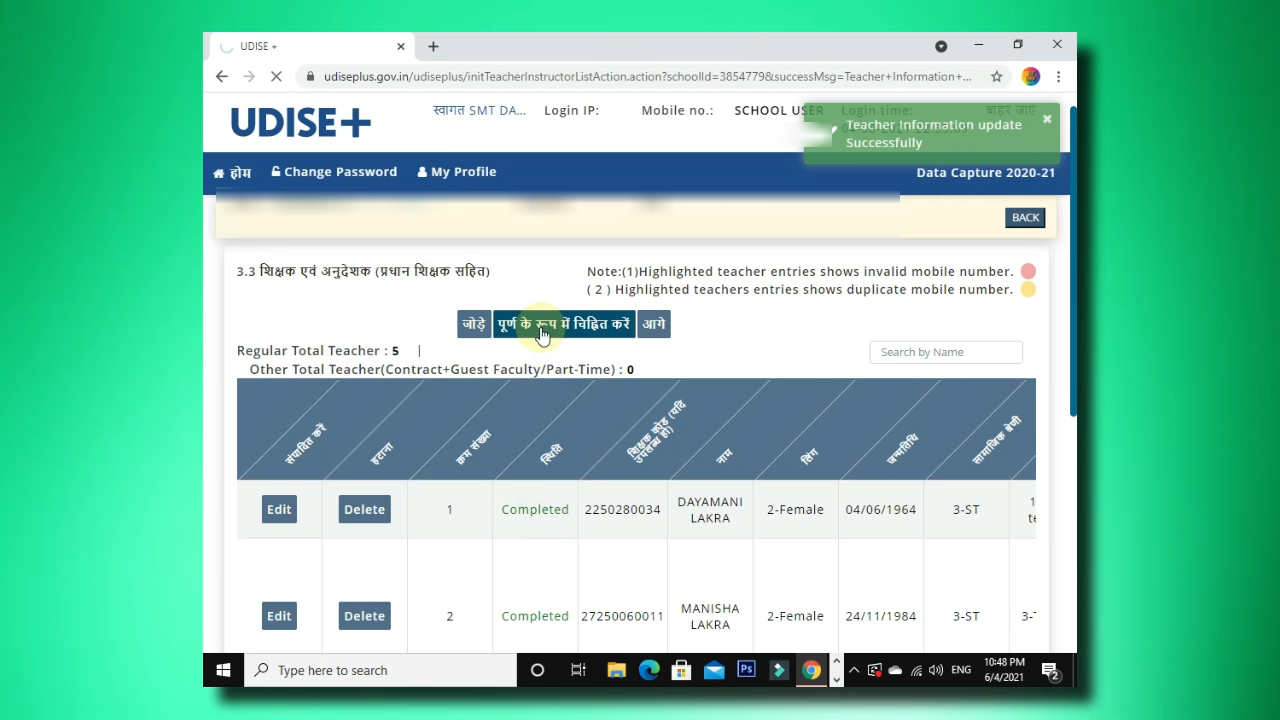 UDISE +
udiseplus.gov.in/udiseplus/initTeacherInstructorListAction.action?schoolId=3854779&successMsg=Teacher+Information+...
UDISE+
स्वागत SMT DA... Login IP: Mobile no.: SCHOOL USER Login time: बाहर जाएं
Teacher Information update
Successfully
होम Change Password My Profile Data Capture 2020-21
BACK
3.3 शिक्षक एवं अनुदेशक (प्रधान शिक्षक सहित)
Note:(1)Highlighted teacher entries shows invalid mobile number.
( 2 ) Highlighted teachers entries shows duplicate mobile number.
जोड़े पूर्ण के रूप में चिह्नित करें आगे
Regular Total Teacher : 5 |
Search by Name
Other Total Teacher(Contract+Guest Faculty/Part-Time) : 0
संपादित करें हटाना क्रम संख्या स्थिति शिक्षक कोड (यदि उपलब्ध हो) नाम लिंग जन्मतिथि सामाजिक श्रेणी
Edit Delete 1 Completed 2250280034 DAYAMANI LAKRA 2-Female 04/06/1964 3-ST
Edit Delete 2 Completed 27250060011 MANISHA LAKRA 2-Female 24/11/1984 3-ST
Type here to search
ENG
10:48 PM
6/4/2021